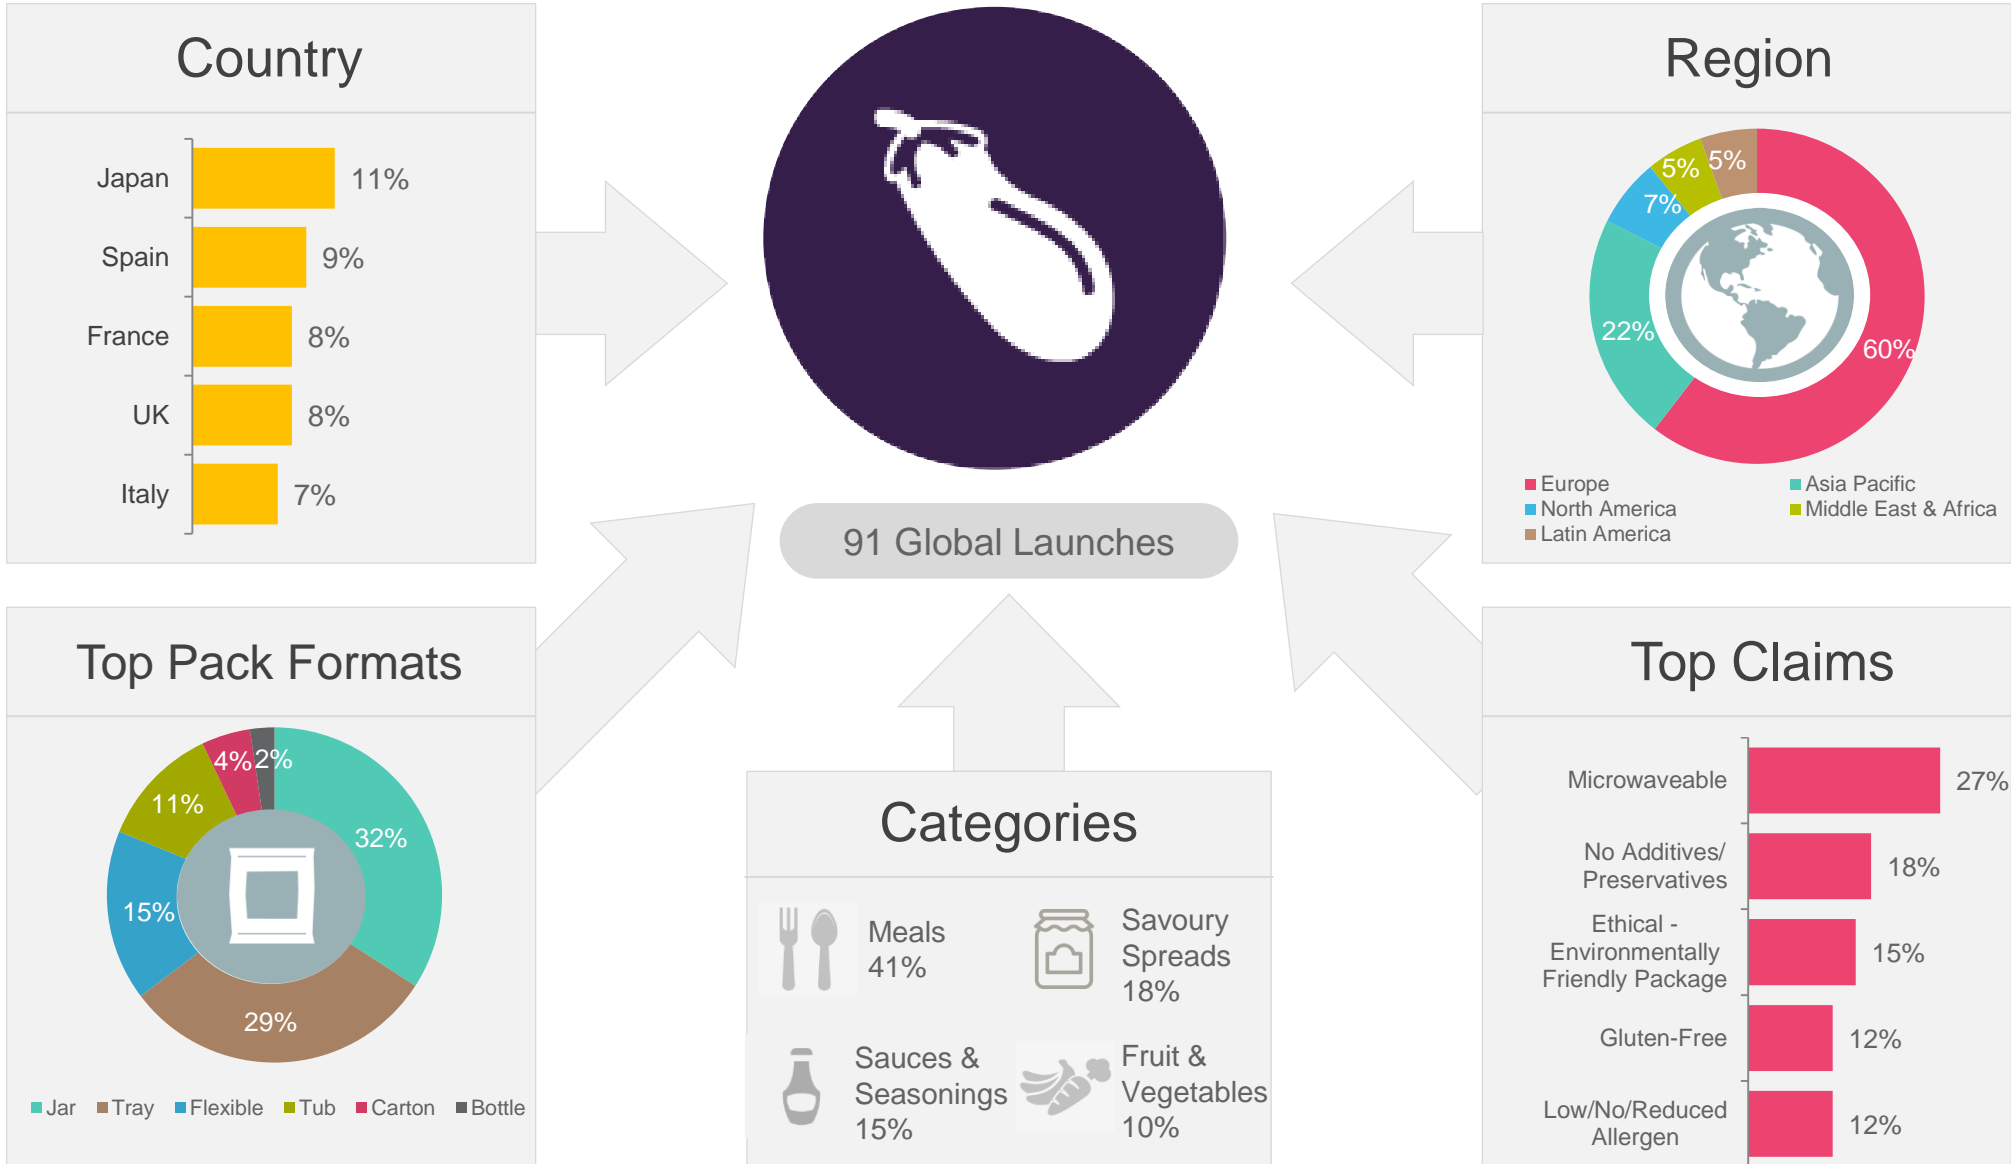 Country
Japan
11%
Spain
9%
France
8%
UK
8%
Italy
7%
91 Global Launches
Region
5%
5%
7%
22%
60%
Europe
Asia Pacific
North America
Middle East & Africa
Latin America
Top Pack Formats
4%
2%
11%
32%
15%
29%
Jar
Tray
Flexible
Tub
Carton
Bottle
Categories
Meals
41%
Savoury
Spreads
18%
Sauces &
Seasonings
15%
Fruit &
Vegetables
10%
Top Claims
Microwaveable
27%
No Additives/
Preservatives
18%
Ethical -
Environmentally
Friendly Package
15%
Gluten-Free
12%
Low/No/Reduced
Allergen
12%